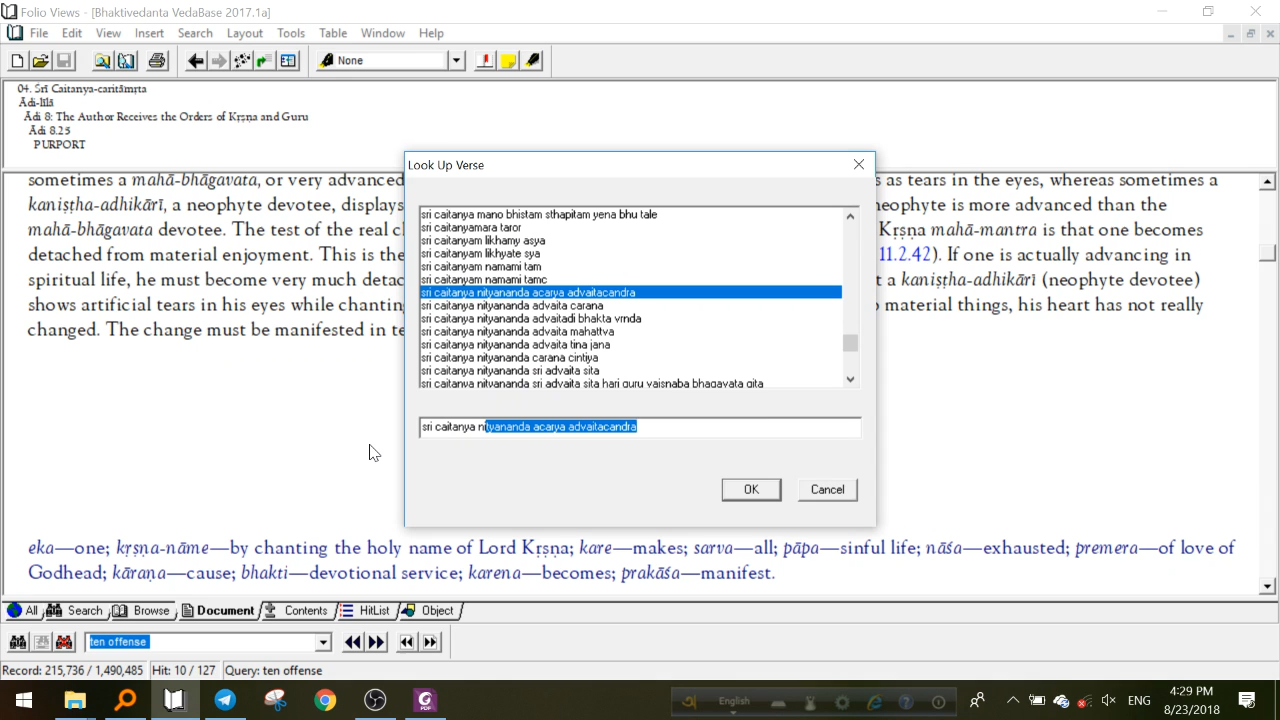 Folio Views - [Bhaktivedanta VedaBase 2017.1a]
File Edit View Insert Search Layout Tools Table Window Help
None
04. Śrī Caitanya-caritāmṛta
Ādi-līlā
Ādi 8: The Author Receives the Orders of Kṛṣṇa and Guru
Ādi 8.25
PURPORT
Look Up Verse
sometimes a mahā-bhāgavata, or very advanced
s as tears in the eyes, whereas sometimes a
kaniṣṭha-adhikārī, a neophyte devotee, displays
neophyte is more advanced than the
mahā-bhāgavata devotee. The test of the real c
Kṛṣṇa mahā-mantra is that one becomes
detached from material enjoyment. This is the
11.2.42). If one is actually advancing in
spiritual life, he must become very much detac
t a kaniṣṭha-adhikārī (neophyte devotee)
shows artificial tears in his eyes while chanting
material things, his heart has not really
changed. The change must be manifested in te
sri caitanya mano bhistam sthapitam yena bhu tale
sri caitanyamara taror
sri caitanyam likhamy asya
sri caitanyam likhyate sya
sri caitanyam namami tam
sri caitanyam namami tamc
sri caitanya nityananda acarya advaitacandra
sri caitanya nityananda advaita carana
sri caitanya nityananda advaitadi bhakta vrnda
sri caitanya nityananda advaita mahattva
sri caitanya nityananda advaita tina jana
sri caitanya nityananda carana cintiya
sri caitanya nityananda sri advaita sita
sri caitanya nityananda sri advaita sita hari guru vaisnaba bhagavata gita
sri caitanya nityananda acarya advaitacandra
OK Cancel
eka—one; kṛṣṇa-nāme—by chanting the holy name of Lord Kṛṣṇa; kare—makes; sarva—all; pāpa—sinful life; nāśa—exhausted; premera—of love of
Godhead; kāraṇa—cause; bhakti—devotional service; karena—becomes; prakāśa—manifest.
All Search Browse Document Contents HitList Object
ten offense
Record: 215,736 / 1,490,485 Hit: 10 / 127 Query: ten offense
English
ENG
4:29 PM
8/23/2018
PDF